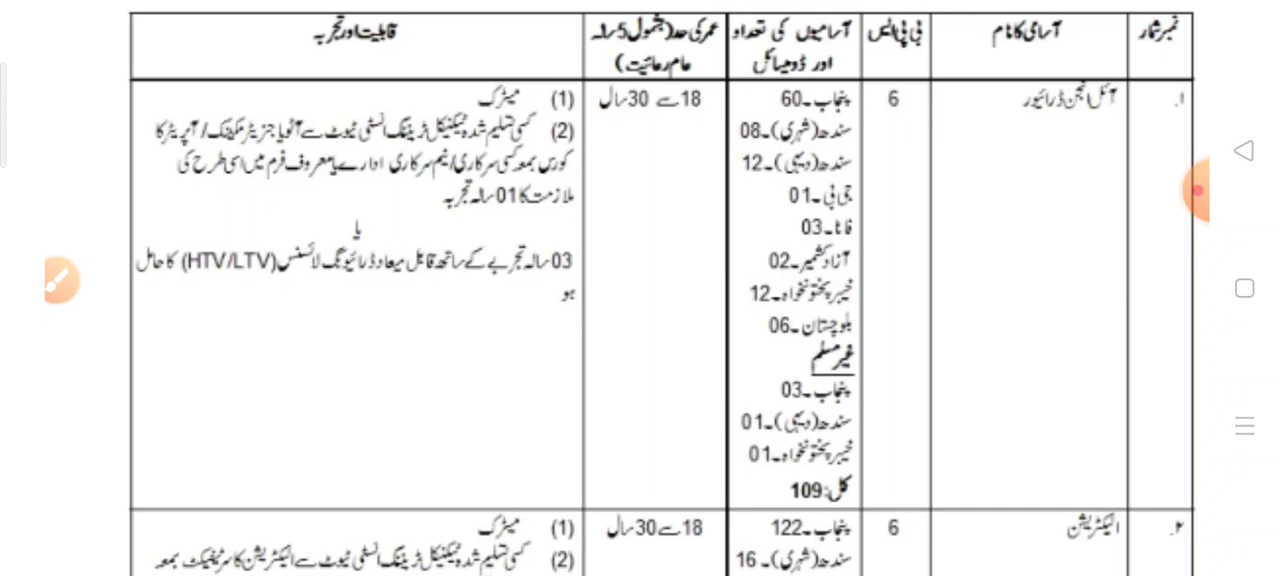 نمبر شمار
آسامی کا نام
بی پی ایس
آسامیوں کی تعداد
اور ڈومیسائل
عمر کی حد (بشمول 5 سالہ
عام رعائیت)
قابلیت اور تجربہ
۱.
آئل انجن ڈرائیور
6
پنجاب۔60
سندھ (شہری)۔08
سندھ (دیہی)۔12
جی بی۔01
فاٹا۔03
آزاد کشمیر۔02
خیبر پختونخواہ۔12
بلوچستان۔06
غیر مسلم
پنجاب۔03
سندھ (دیہی)۔01
خیبر پختونخواہ۔01
کل:109
18 سے 30 سال
(1) میٹرک
(2) کسی تسلیم شدہ ٹیکنیکل ٹریننگ انسٹی ٹیوٹ سے آٹو یا جنریٹر مکینک/آپریٹر کا
کورس بمعہ کسی سرکاری/نیم سرکاری ادارے یا معروف فرم میں اسی طرح کی
ملازمت کا 01 سالہ تجربہ
یا
03 سالہ تجربے کے ساتھ قابل میعاد ڈرائیونگ لائسنس (HTV/LTV) کا حامل
ہو
۲.
الیکٹریشن
6
پنجاب۔122
سندھ (شہری)۔16
18 سے 30 سال
(1) میٹرک
(2) کسی تسلیم شدہ ٹیکنیکل ٹریننگ انسٹی ٹیوٹ سے الیکٹریشن کا سرٹیفکیٹ بمعہ